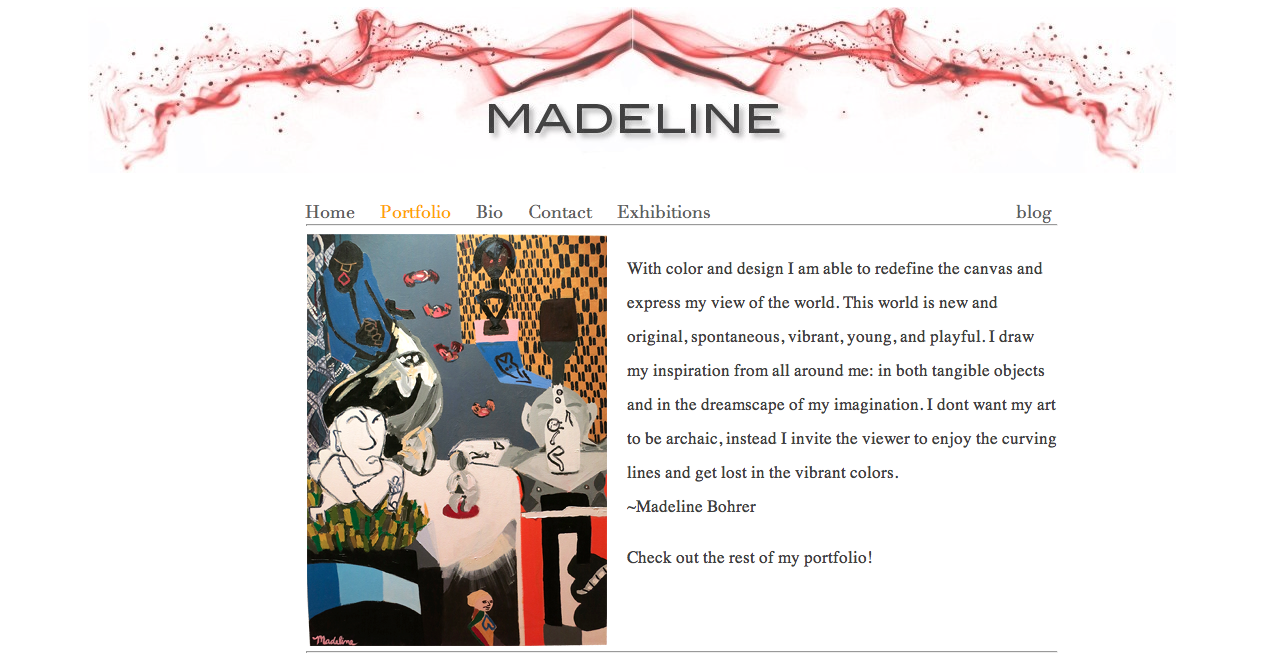 MADELINE
Home Portfolio Bio Contact Exhibitions blog
With color and design I am able to redefine the canvas and
express my view of the world. This world is new and
original, spontaneous, vibrant, young, and playful. I draw
my inspiration from all around me: in both tangible objects
and in the dreamscape of my imagination. I dont want my art
to be archaic, instead I invite the viewer to enjoy the curving
lines and get lost in the vibrant colors.
~Madeline Bohrer
Check out the rest of my portfolio!
Madeline